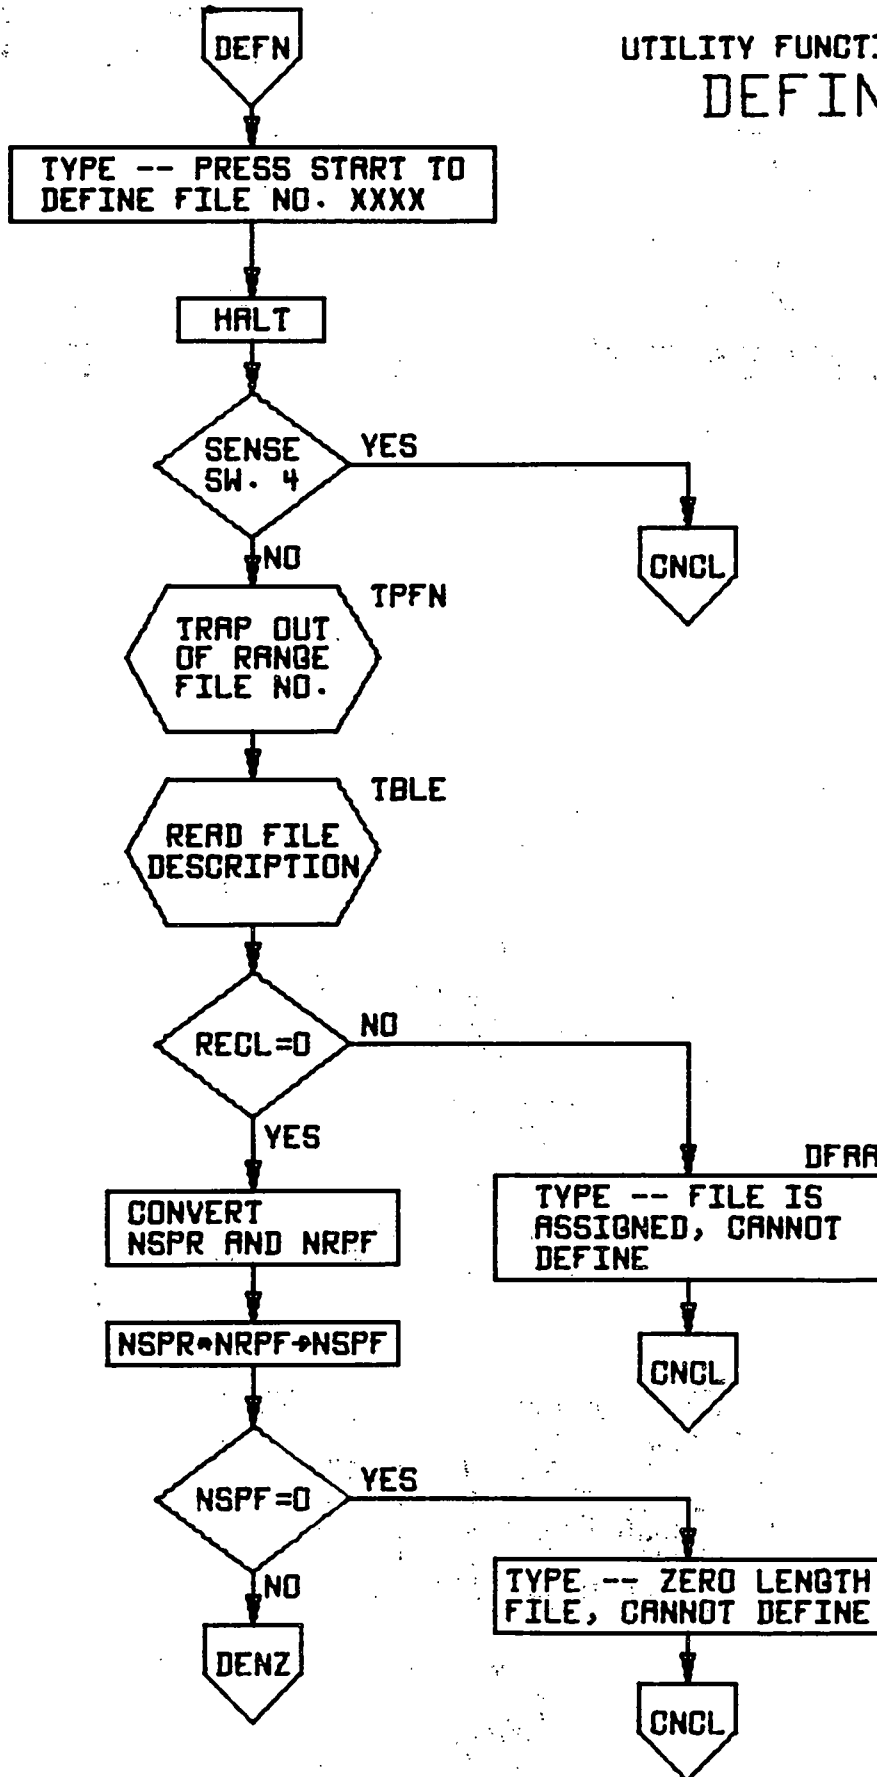 DEFN
UTILITY FUNCTI
DEFIN
TYPE -- PRESS START TO
DEFINE FILE NO. XXXX
HALT
SENSE
SW. 4
YES
CNCL
NO
TPFN
TRAP OUT
OF RANGE
FILE NO.
TBLE
READ FILE
DESCRIPTION
RECL=0
NO
YES
DFAA
CONVERT
NSPR AND NRPF
TYPE -- FILE IS
ASSIGNED, CANNOT
DEFINE
NSPR*NRPF→NSPF
CNCL
NSPF=0
YES
NO
TYPE -- ZERO LENGTH
FILE, CANNOT DEFINE
DENZ
CNCL